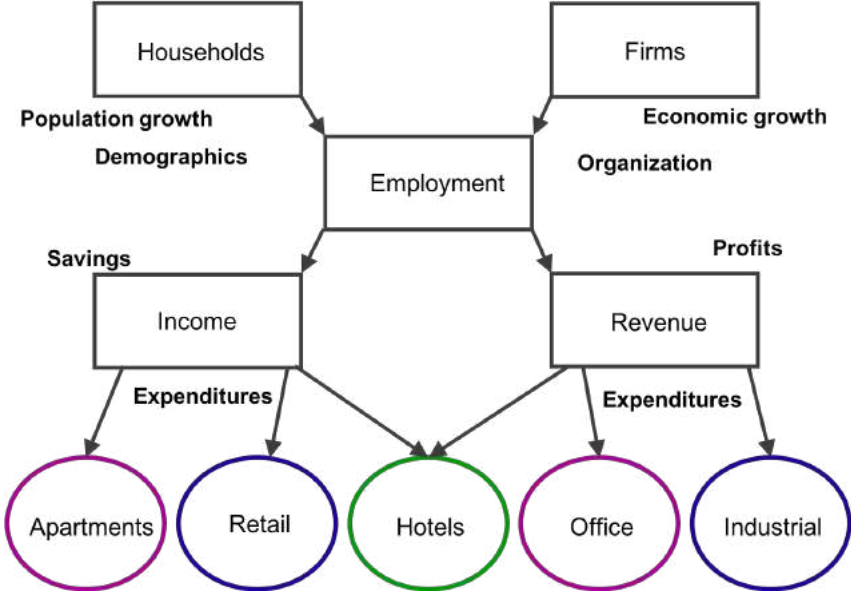 Households
Firms
Population growth
Economic growth
Demographics
Organization
Employment
Savings
Profits
Income
Revenue
Expenditures
Expenditures
Apartments
Retail
Hotels
Office
Industrial